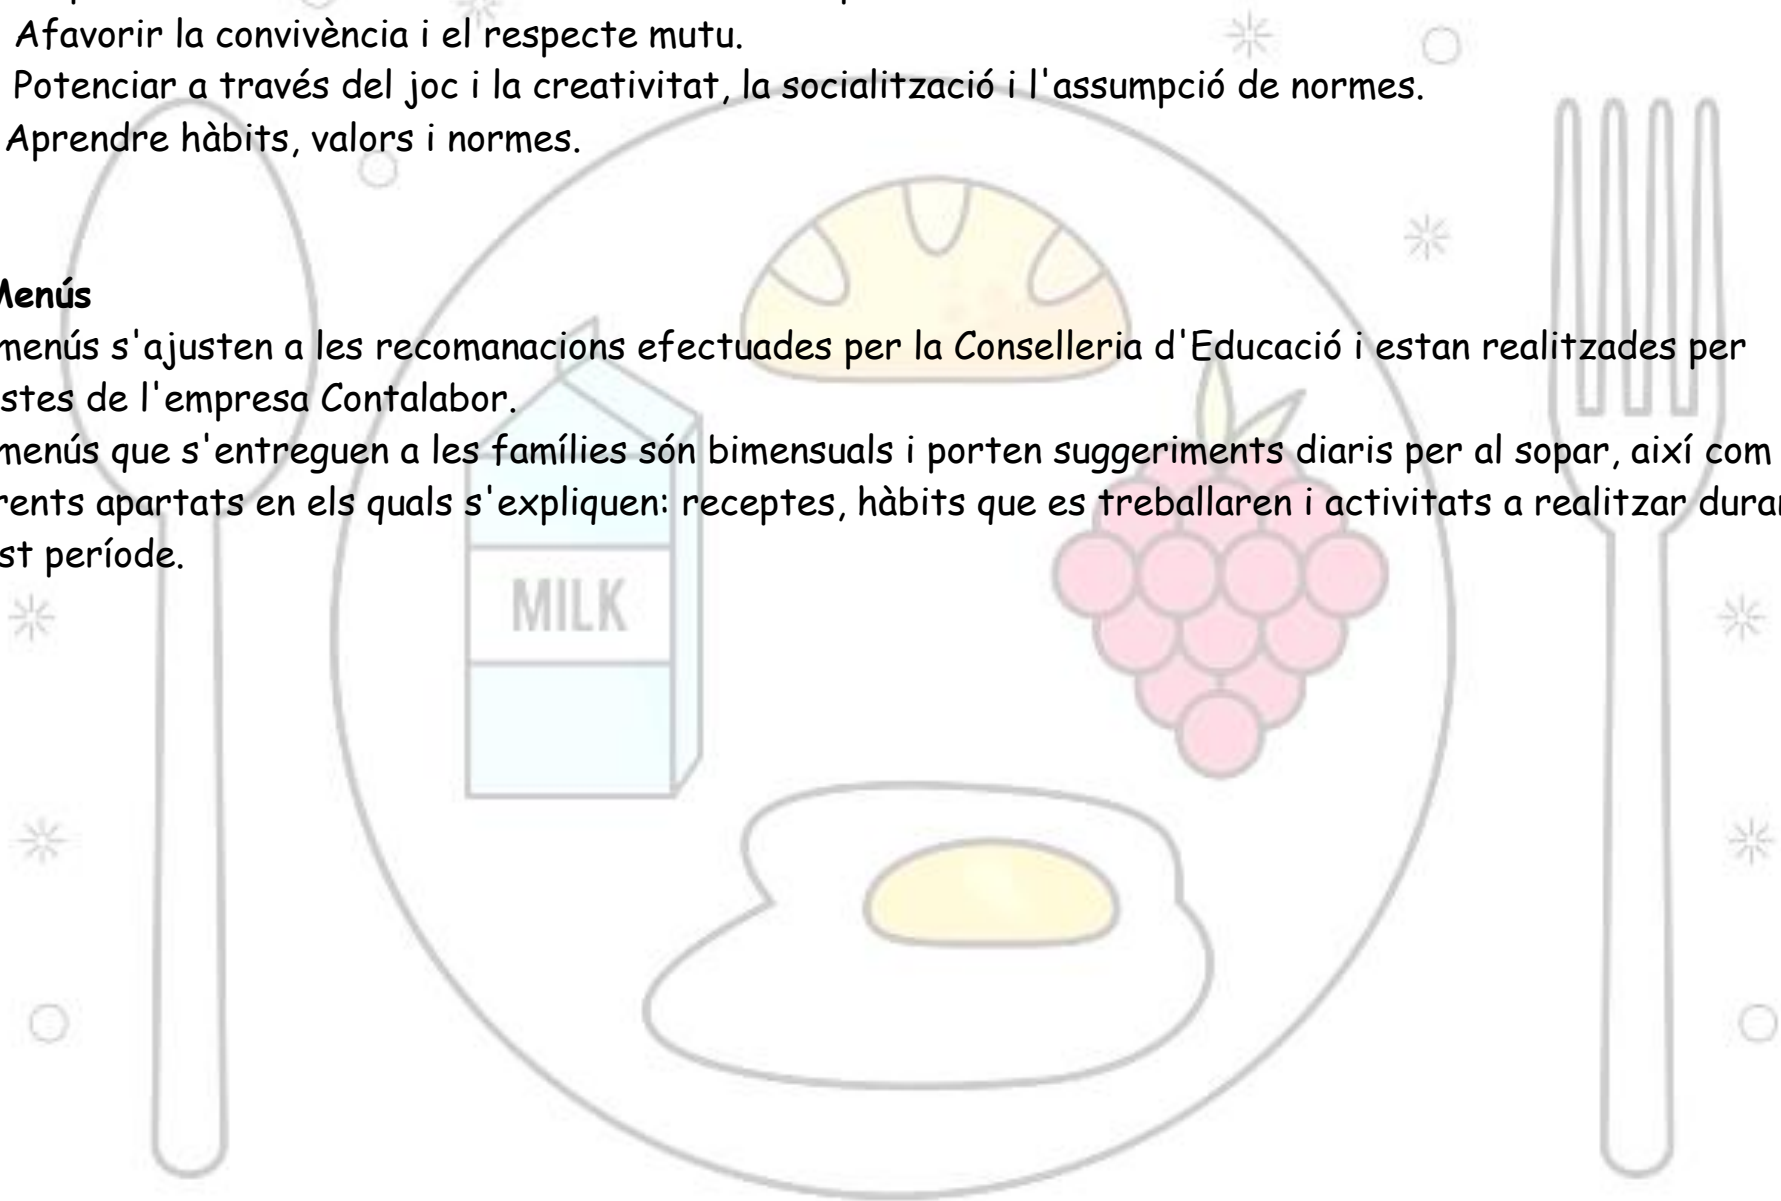 Afavorir la convivència i el respecte mutu.
Potenciar a través del joc i la creativitat, la socialització i l'assumpció de normes.
Aprendre hàbits, valors i normes.
Menús
menús s'ajusten a les recomanacions efectuades per la Conselleria d'Educació i estan realitzades per
stes de l'empresa Contalabor.
menús que s'entreguen a les famílies són bimensuals i porten suggeriments diaris per al sopar, així com
rents apartats en els quals s'expliquen: receptes, hàbits que es treballaren i activitats a realitzar duran
st període.
MILK